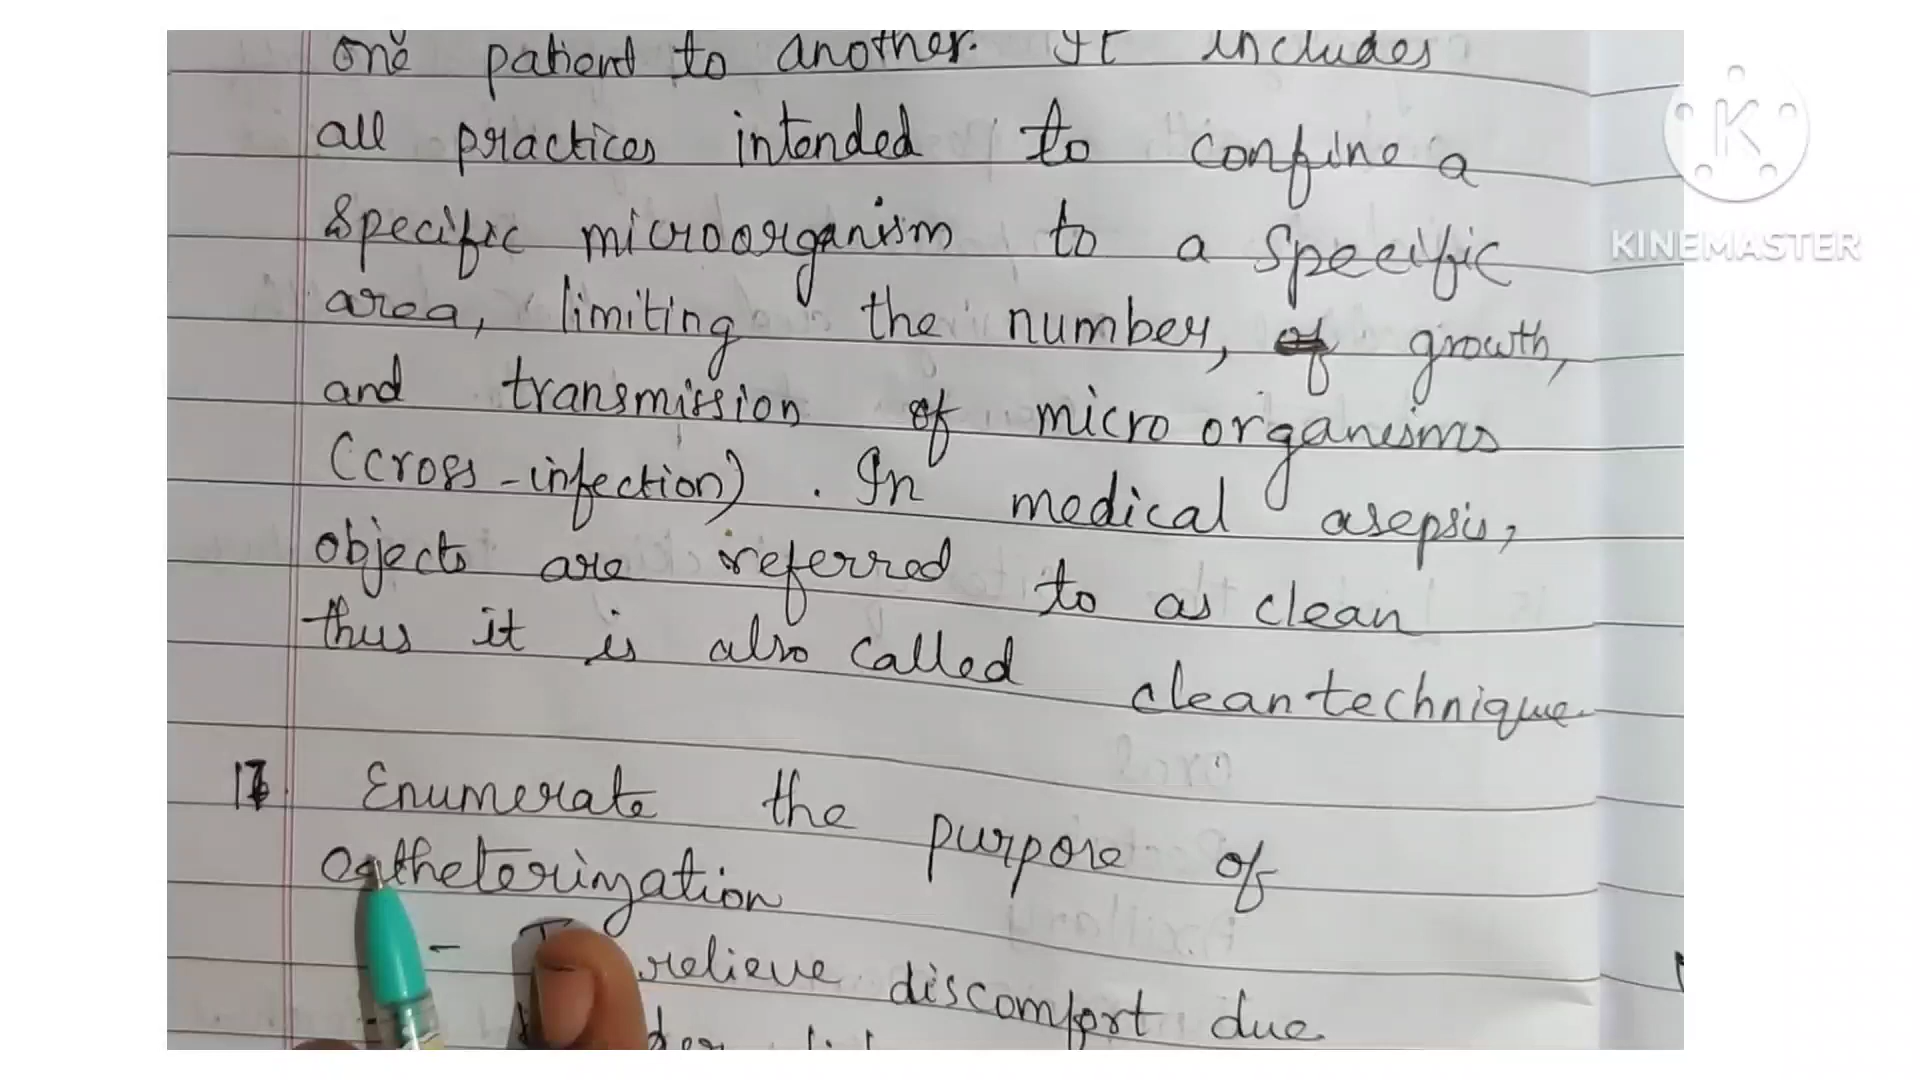 one patient to another. It includes
all practices intended to confine a
specific microorganism to a specific
area, limiting the number, of growth,
and transmission of micro organisms
(cross-infection). In medical asepsis,
objects are referred to as clean
thus it is also called clean technique.
Enumerate the purpose of
Catheterization
- relieve discomfort due
K
KINEMASTER